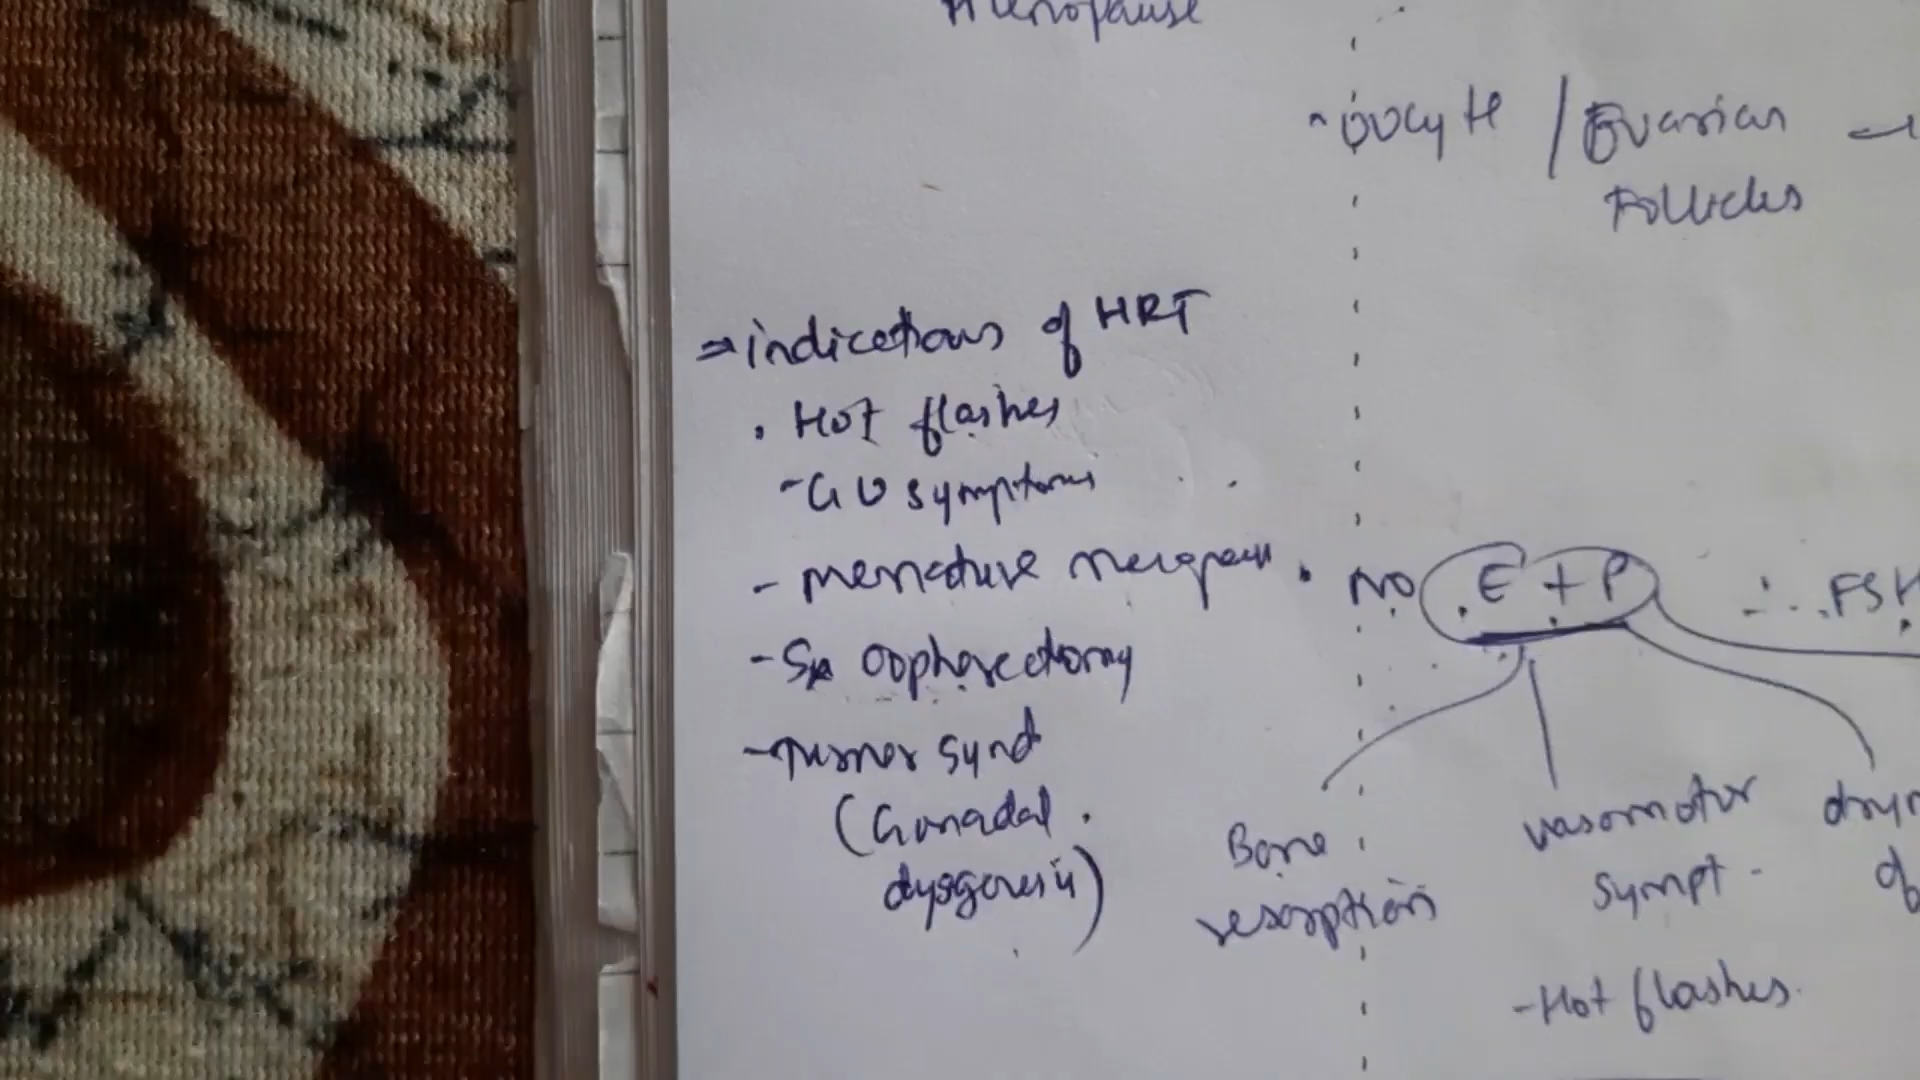 Menopause
oocyte / Ovarian
Follicles
⇒ indications of HRT
. Hot flashes
- GU symptoms
- premature menopause
- Sx oophorectomy
- Turner synd
(Gonadal
dysgenesis)
NO E + P ∴ FSH
Bone
resorption
vasomotor
sympt -
- Hot flashes
of